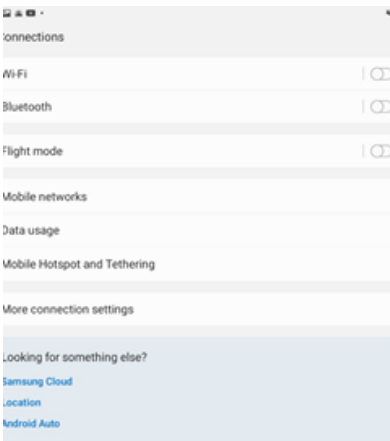 Connections
Wi-Fi
Bluetooth
Flight mode
Mobile networks
Data usage
Mobile Hotspot and Tethering
More connection settings
Looking for something else?
Samsung Cloud
Location
Android Auto